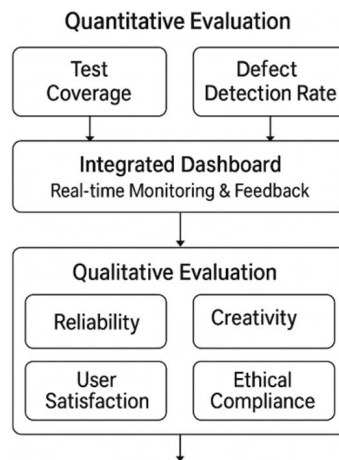 Quantitative Evaluation
Test
Coverage
Defect
Detection Rate
Integrated Dashboard
Real-time Monitoring & Feedback
Qualitative Evaluation
Reliability
Creativity
User
Satisfaction
Ethical
Compliance